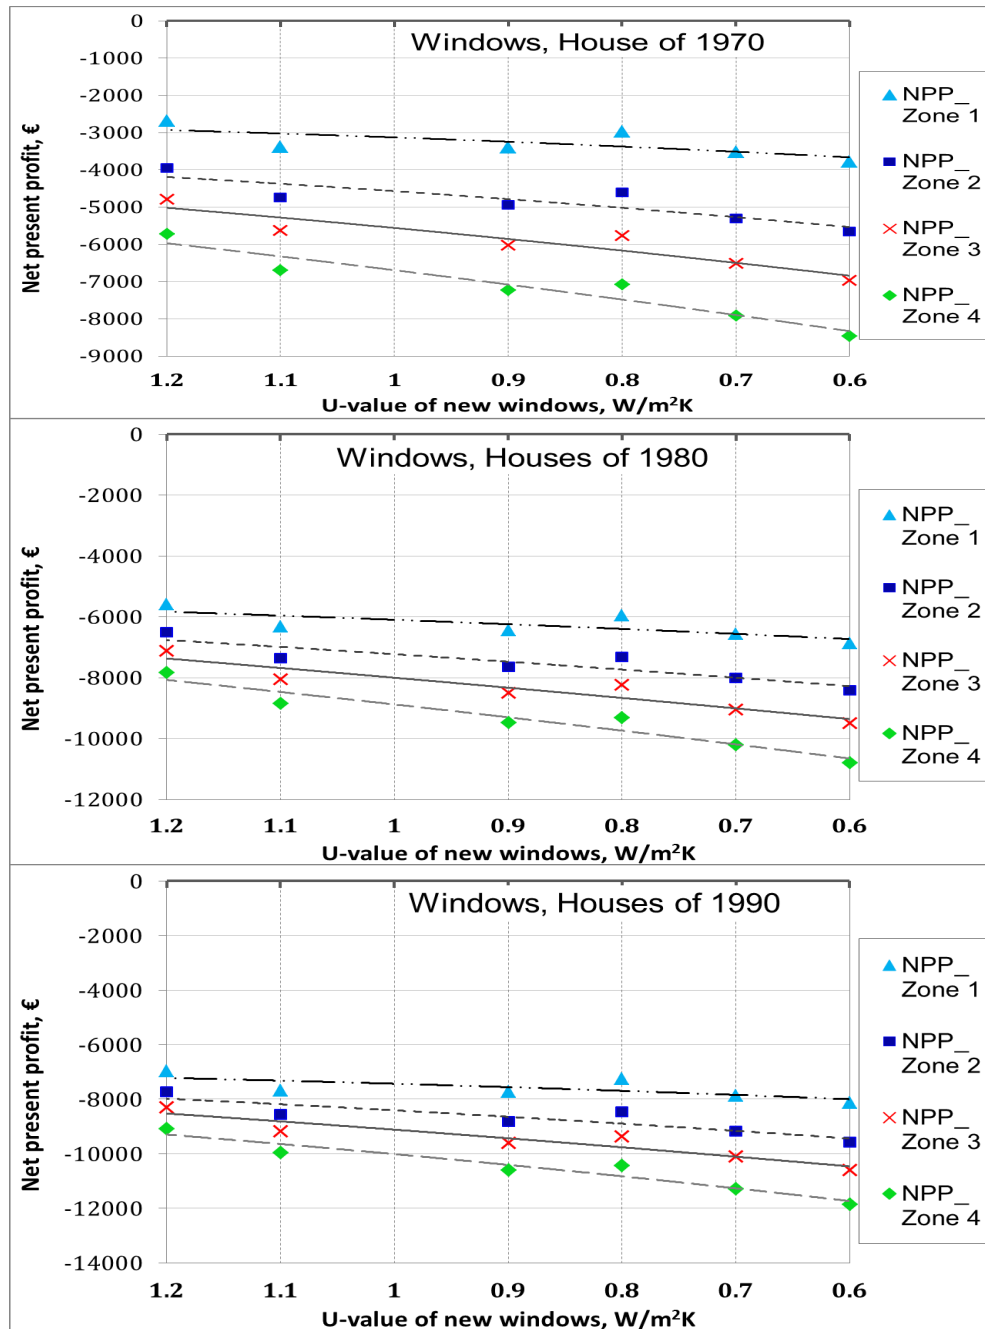 Windows, House of 1970
Net present profit, €
0
-1000
-2000
-3000
-4000
-5000
-6000
-7000
-8000
-9000
1.2 1.1 1 0.9 0.8 0.7 0.6
U-value of new windows, W/m²K
NPP_
Zone 1
NPP_
Zone 2
NPP_
Zone 3
NPP_
Zone 4
Windows, Houses of 1980
Net present profit, €
0
-2000
-4000
-6000
-8000
-10000
-12000
1.2 1.1 1 0.9 0.8 0.7 0.6
U-value of new windows, W/m²K
NPP_
Zone 1
NPP_
Zone 2
NPP_
Zone 3
NPP_
Zone 4
Windows, Houses of 1990
Net present profit, €
0
-2000
-4000
-6000
-8000
-10000
-12000
-14000
1.2 1.1 1 0.9 0.8 0.7 0.6
U-value of new windows, W/m²K
NPP_
Zone 1
NPP_
Zone 2
NPP_
Zone 3
NPP_
Zone 4